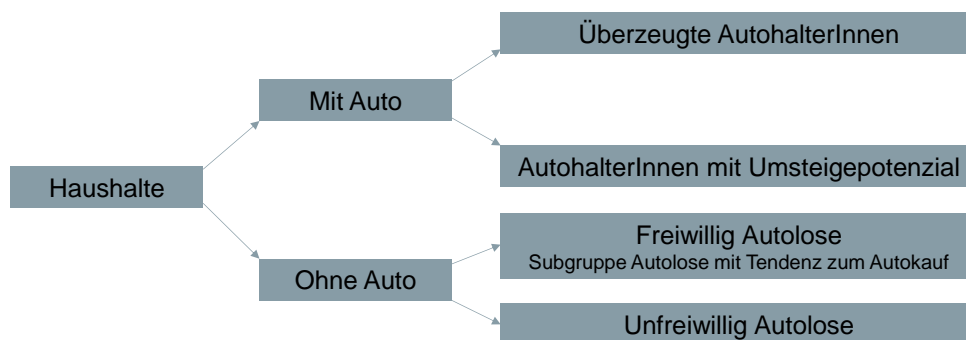 Überzeugte AutohalterInnen
Mit Auto
AutohalterInnen mit Umsteigepotenzial
Haushalte
Freiwillig Autolose
Subgruppe Autolose mit Tendenz zum Autokauf
Ohne Auto
Unfreiwillig Autolose